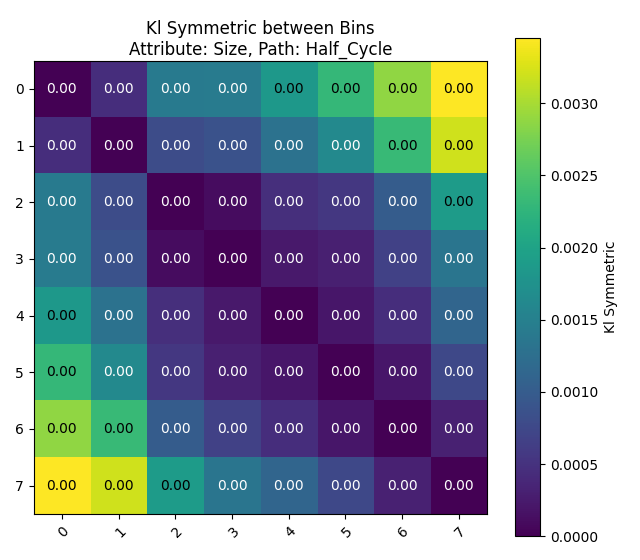 Kl Symmetric between Bins
Attribute: Size, Path: Half_Cycle
0 0.00 0.00 0.00 0.00 0.00 0.00 0.00 0.00
1 0.00 0.00 0.00 0.00 0.00 0.00 0.00 0.00
2 0.00 0.00 0.00 0.00 0.00 0.00 0.00 0.00
3 0.00 0.00 0.00 0.00 0.00 0.00 0.00 0.00
4 0.00 0.00 0.00 0.00 0.00 0.00 0.00 0.00
5 0.00 0.00 0.00 0.00 0.00 0.00 0.00 0.00
6 0.00 0.00 0.00 0.00 0.00 0.00 0.00 0.00
7 0.00 0.00 0.00 0.00 0.00 0.00 0.00 0.00
0 1 2 3 4 5 6 7
0.0030
0.0025
0.0020
0.0015
0.0010
0.0005
0.0000
Kl Symmetric